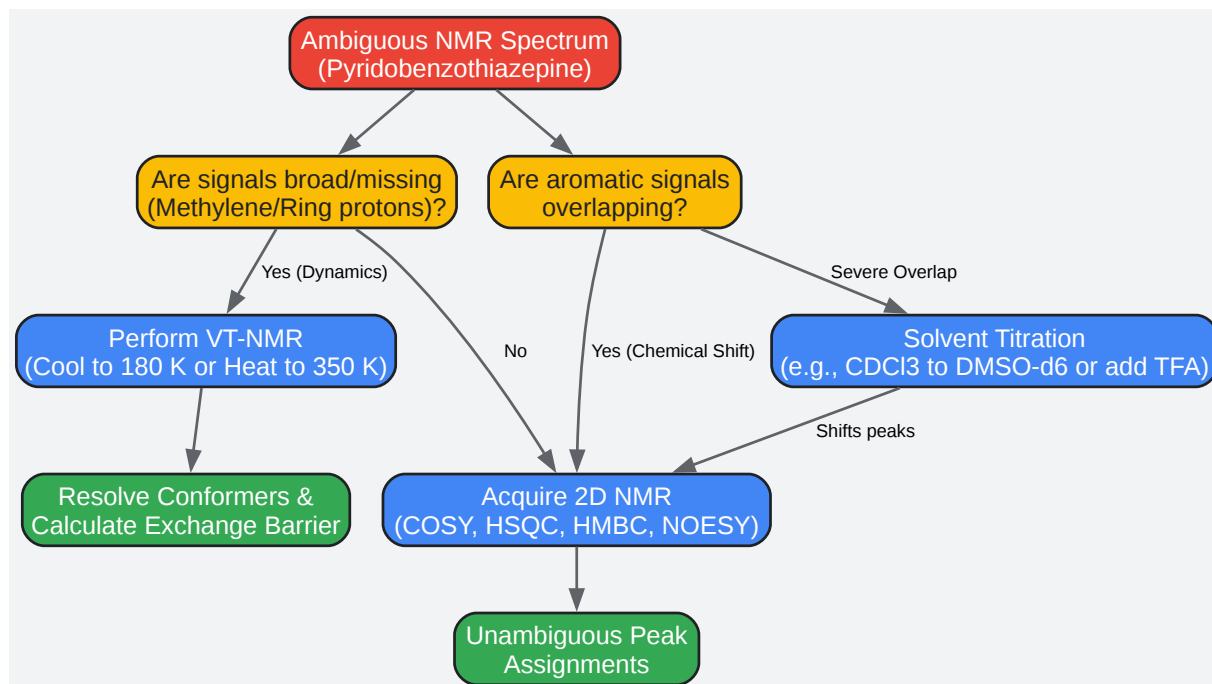 Ambiguous NMR Spectrum
(Pyridobenzothiazepine)
Are signals broad/missing
(Methylene/Ring protons)?
Are aromatic signals
overlapping?
Yes (Dynamics)
Severe Overlap
Perform VT-NMR
(Cool to 180 K or Heat to 350 K)
No
Yes (Chemical Shift)
Solvent Titration
(e.g., CDCl3 to DMSO-d6 or add TFA)
Shifts peaks
Resolve Conformers &
Calculate Exchange Barrier
Acquire 2D NMR
(COSY, HSQC, HMBC, NOESY)
Unambiguous Peak
Assignments